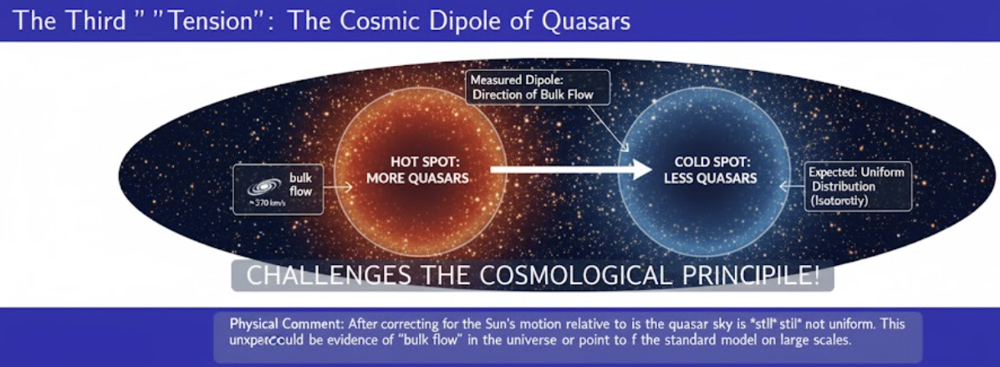 The Third ” ”Tension”: The Cosmic Dipole of Quasars
Measured Dipole:
Direction of Bulk Flow
HOT SPOT:
MORE QUASARS
COLD SPOT:
LESS QUASARS
bulk
flow
≈370 km/s
Expected: Uniform
Distribution
(Isotorotiy)
CHALLENGES THE COSMOLOGICAL PRINCIPILE!
Physical Comment: After correcting for the Sun's motion relative to is the quasar sky is *stll* stil* not uniform. This
could be evidence of “bulk flow” in the universe or point to f the standard model on large scales.